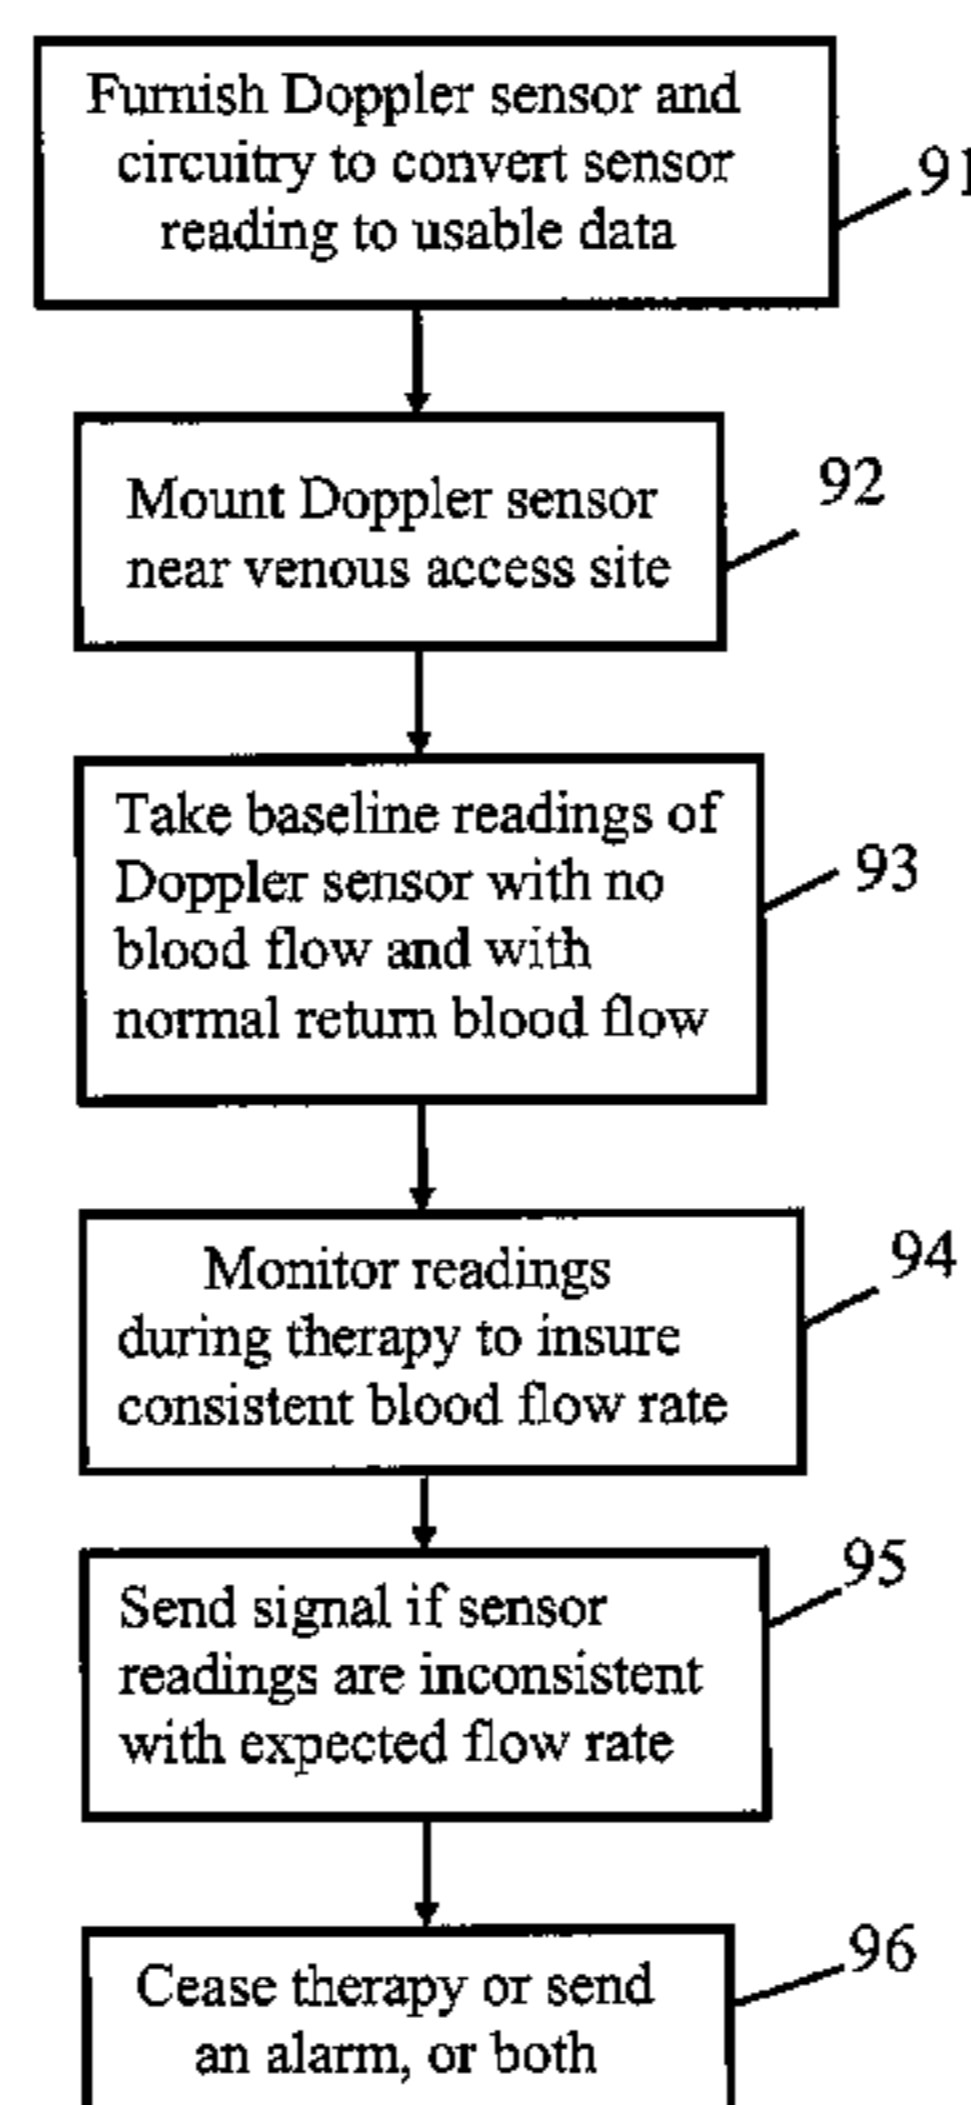 Furnish Doppler sensor and
circuitry to convert sensor
reading to usable data
91
Mount Doppler sensor
near venous access site
92
Take baseline readings of
Doppler sensor with no
blood flow and with
normal return blood flow
93
Monitor readings
during therapy to insure
consistent blood flow rate
94
Send signal if sensor
readings are inconsistent
with expected flow rate
95
Cease therapy or send
an alarm, or both
96